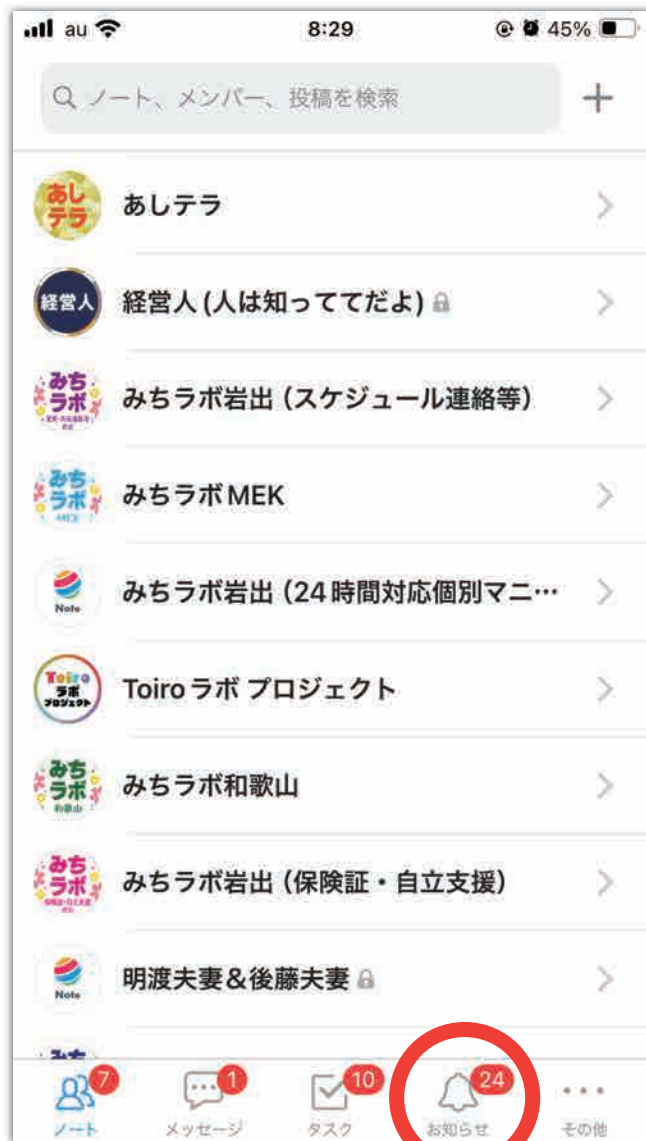 au 8:29 45%
ノート、メンバー、投稿を検索
あし
テラ
あしテラ
経営人
経営人(人は知っててだよ)
みち
ラボ
みちラボ岩出(スケジュール連絡等)
みち
ラボ
MEK
みちラボMEK
Note
みちラボ岩出(24時間対応個別マニ…
Toiro
ラボ
プロジェクト
Toiroラボ プロジェクト
みち
ラボ
和歌山
みちラボ和歌山
みち
ラボ
みちラボ岩出(保険証・自立支援)
Note
明渡夫妻&後藤夫妻
7 1 10 24
ノート メッセージ タスク お知らせ その他